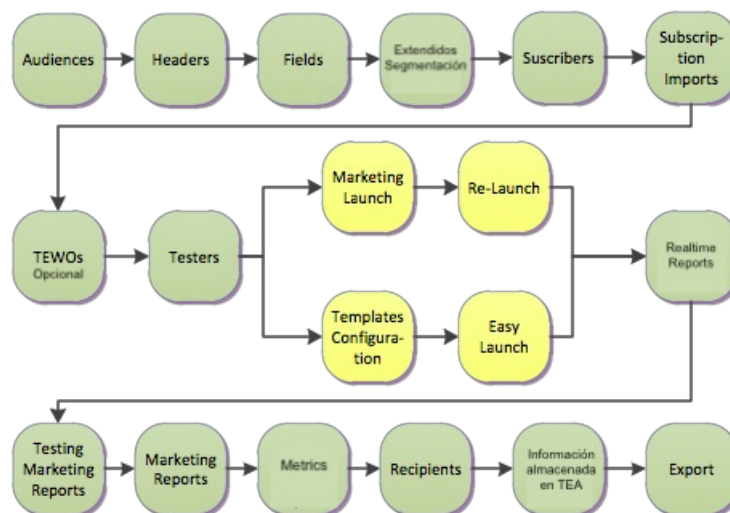 Audiences
Headers
Fields
Extendidos
Segmentación
Suscribers
Subscrip-
tion
Imports
TEWOs
Opcional
Testers
Marketing
Launch
Re-Launch
Templates
Configura-
tion
Easy
Launch
Realtime
Reports
Testing
Marketing
Reports
Marketing
Reports
Metrics
Recipients
Información
almacenada
en TEA
Export